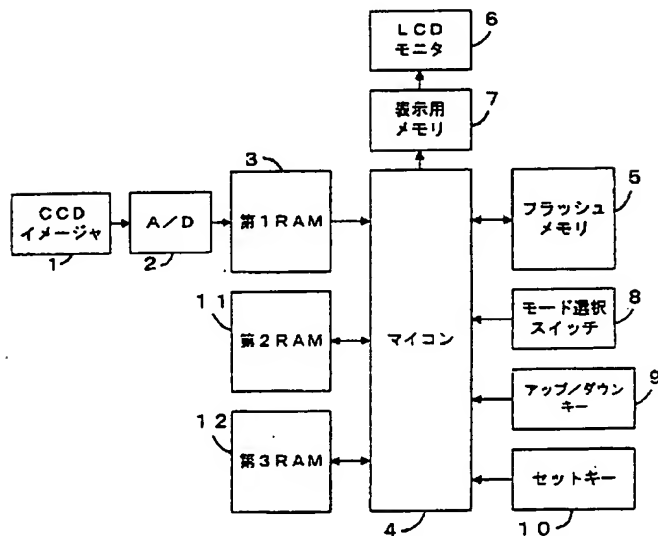 LCD
モニタ
6
表示用
メモリ
7
3
CCD
イメージャ
1
A/D
2
第1RAM
フラッシュ
メモリ
5
11
第2RAM
マイコン
モード選択
スイッチ
8
12
第3RAM
アップ/ダウン
キー
9
セットキー
10
4